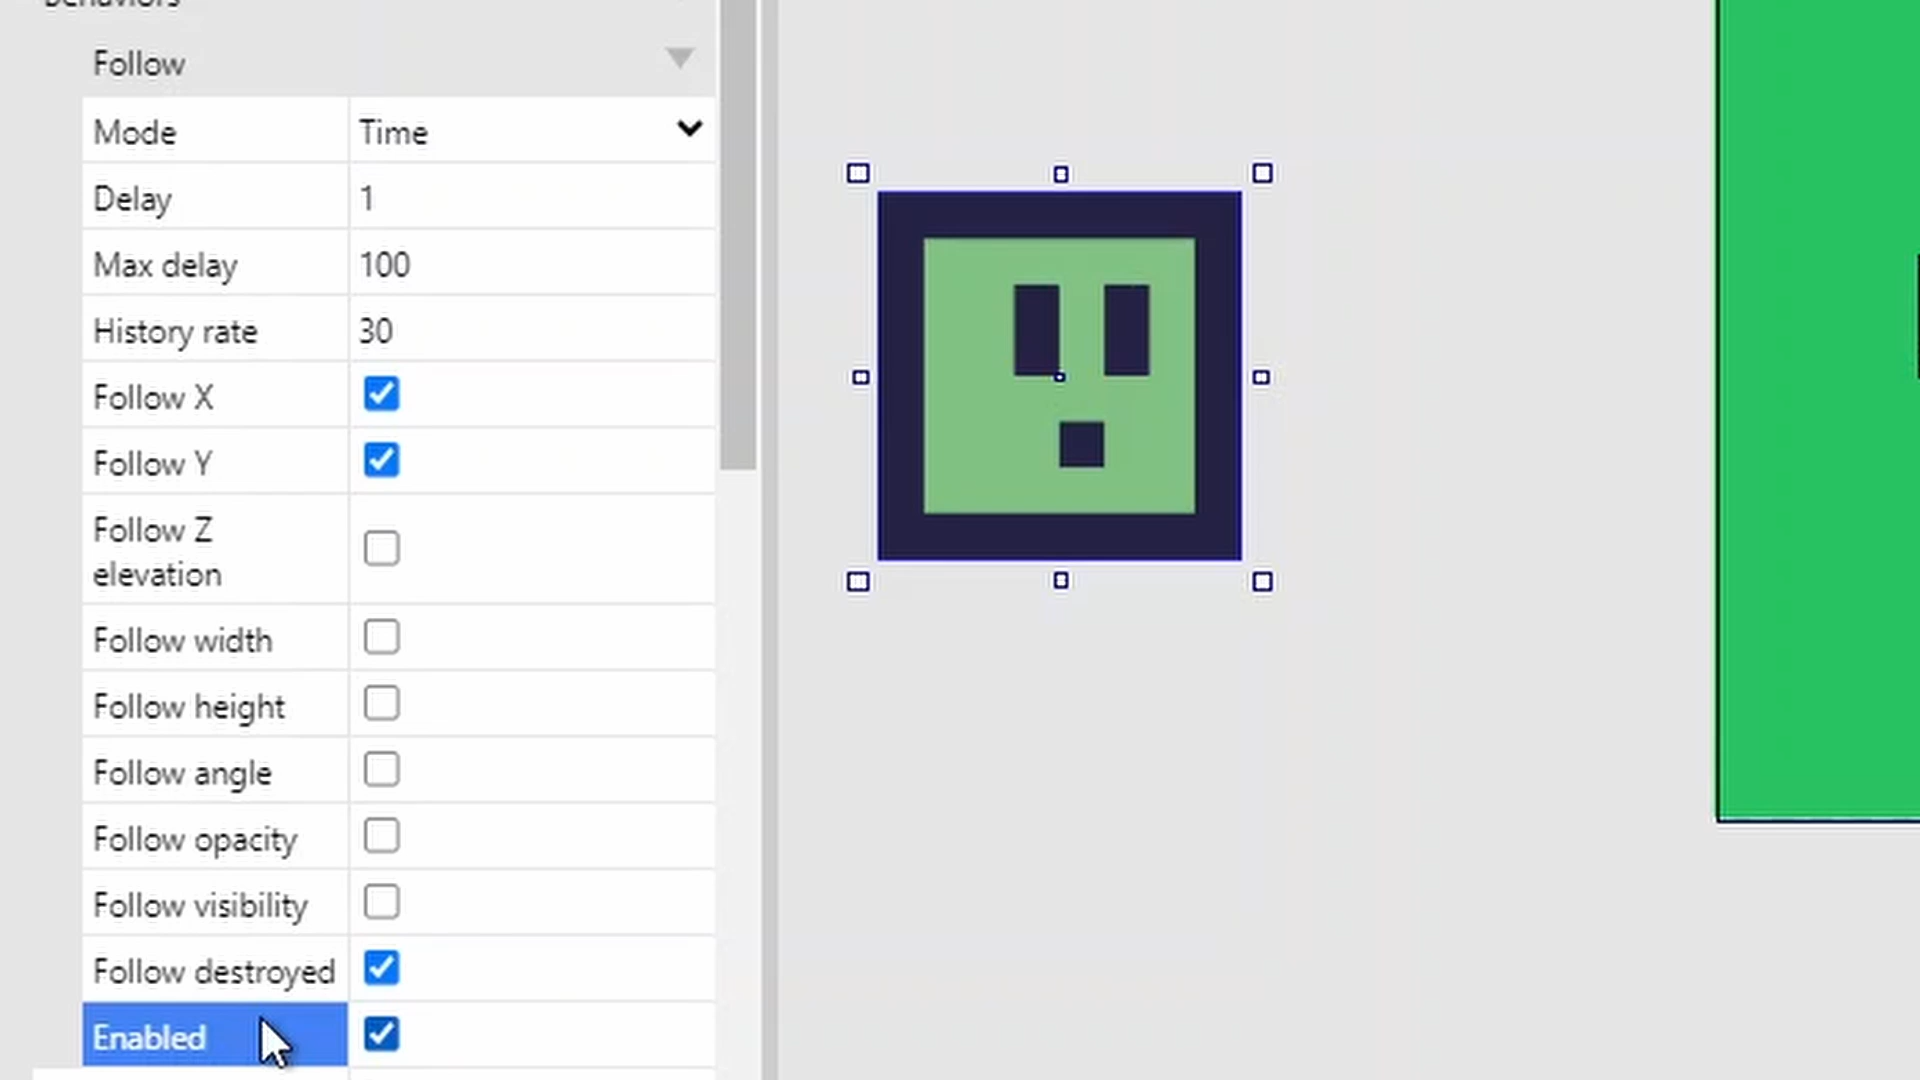 Behaviors
Follow
Mode Time
Delay 1
Max delay 100
History rate 30
Follow X
Follow Y
Follow Z
elevation
Follow width
Follow height
Follow angle
Follow opacity
Follow visibility
Follow destroyed
Enabled